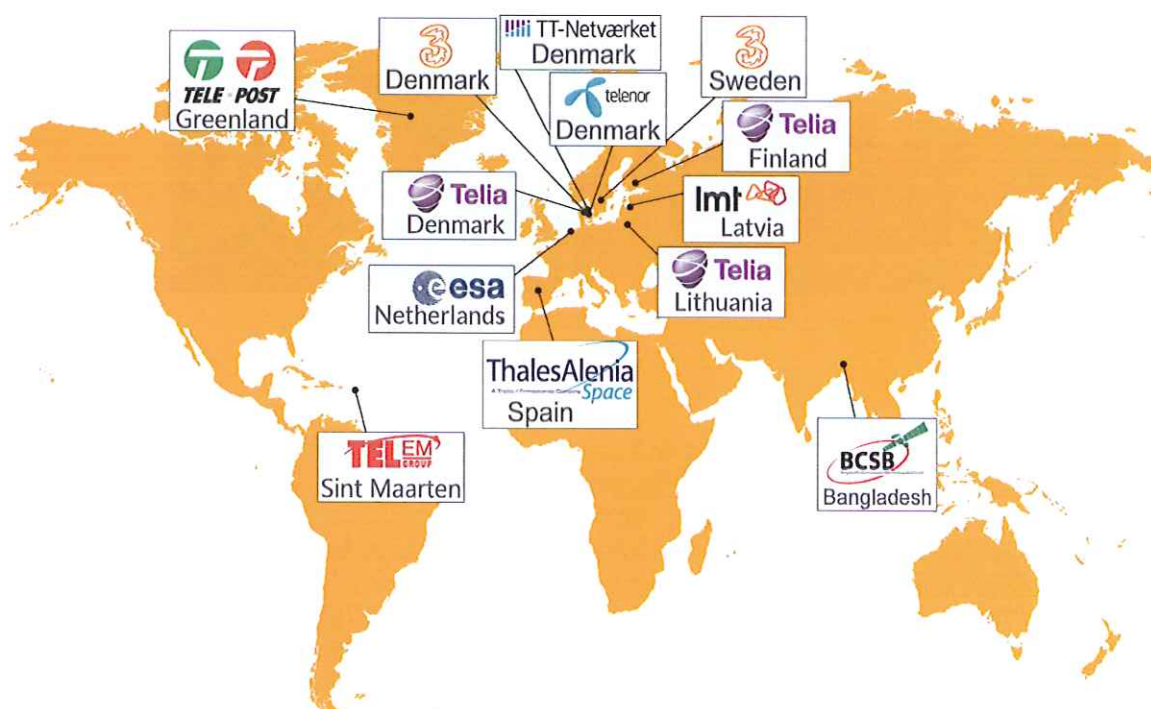 TT-Netværket
Denmark
3
Denmark
3
Sweden
TELE POST
Greenland
telenor
Denmark
Telia
Finland
Telia
Denmark
lmt
Latvia
esa
Netherlands
Telia
Lithuania
ThalesAlenia
Space
Spain
TELEM
GROUP
Sint Maarten
BCSB
Bangladesh